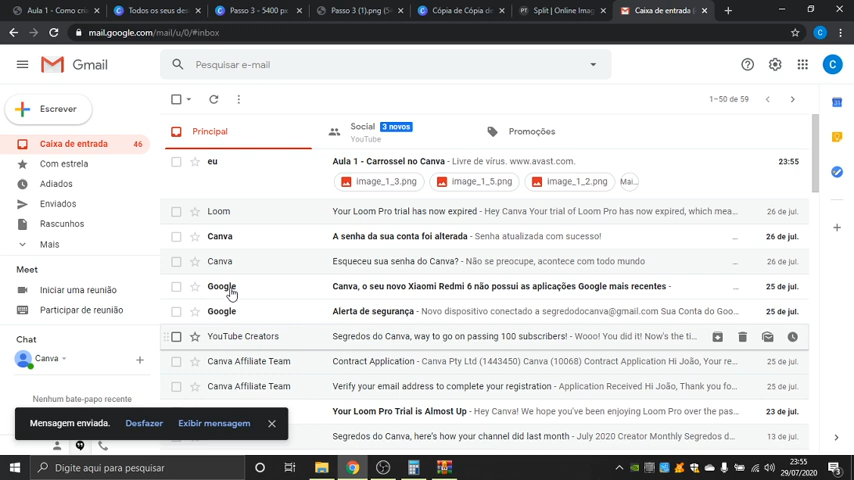 Aula 1 - Como cria
Todos os seus des
Passo 3 - 5400 px
Passo 3 (1).png (5
Cópia de Cópia de
PT Split | Online Imag
Caixa de entrada (
mail.google.com/mail/u/0/#inbox
C
Gmail
Pesquise e-mail
C
Escrever
1–50 de 59
Caixa de entrada 46
Com estrela
Adiados
Enviados
Rascunhos
Mais
Meet
Iniciar uma reunião
Participar de reunião
Chat
Canva
Nenhum bate-papo recente
Principal
Social 3 novos
YouTube
Promoções
eu Aula 1 - Carrossel no Canva - Livre de vírus. www.avast.com. 23:55
image_1_3.png image_1_5.png image_1_2.png Mai...
Loom Your Loom Pro trial has now expired - Hey Canva Your trial of Loom Pro has now expired, which mea... 26 de jul.
Canva A senha da sua conta foi alterada - Senha atualizada com sucesso! ... 26 de jul.
Canva Esqueceu sua senha do Canva? - Não se preocupe, acontece com todo mundo ... 26 de jul.
Google Canva, o seu novo Xiaomi Redmi 6 não possui as aplicações Google mais recentes - ... 25 de jul.
Google Alerta de segurança - Novo dispositivo conectado a segredodocanva@gmail.com Sua Conta do Goo... 25 de jul.
YouTube Creators Segredos do Canva, way to go on passing 100 subscribers! - Wooo! You did it! Now's the ti...
Canva Affiliate Team Contract Application - Canva Pty Ltd (1443450) Canva (10068) Contract Application Hi João, Your re... 25 de jul.
Canva Affiliate Team Verify your email address to complete your registration - Application Received Hi João, Thank you fo... 25 de jul.
Your Loom Pro Trial is Almost Up - Hey Canva! We hope you've been enjoying Loom Pro over the pas... 23 de jul.
Segredos do Canva, here's how your channel did last month - July 2020 Creator Monthly Segredos d... 13 de jul.
Mensagem enviada. Desfazer Exibir mensagem
Digite aqui para pesquisar
23:55
29/07/2020
3